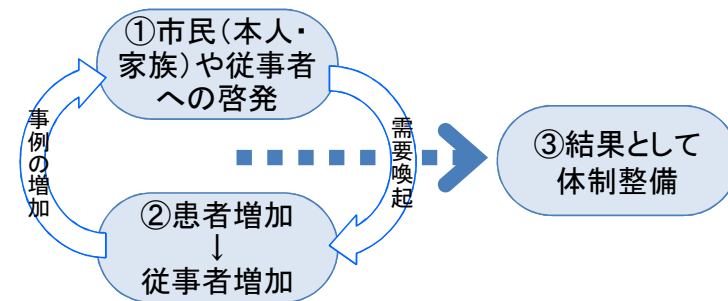 ①市民（本人・
家族）や従事者
への啓発
事例の増加
需要喚起
③結果として
体制整備
②患者増加
↓
従事者増加